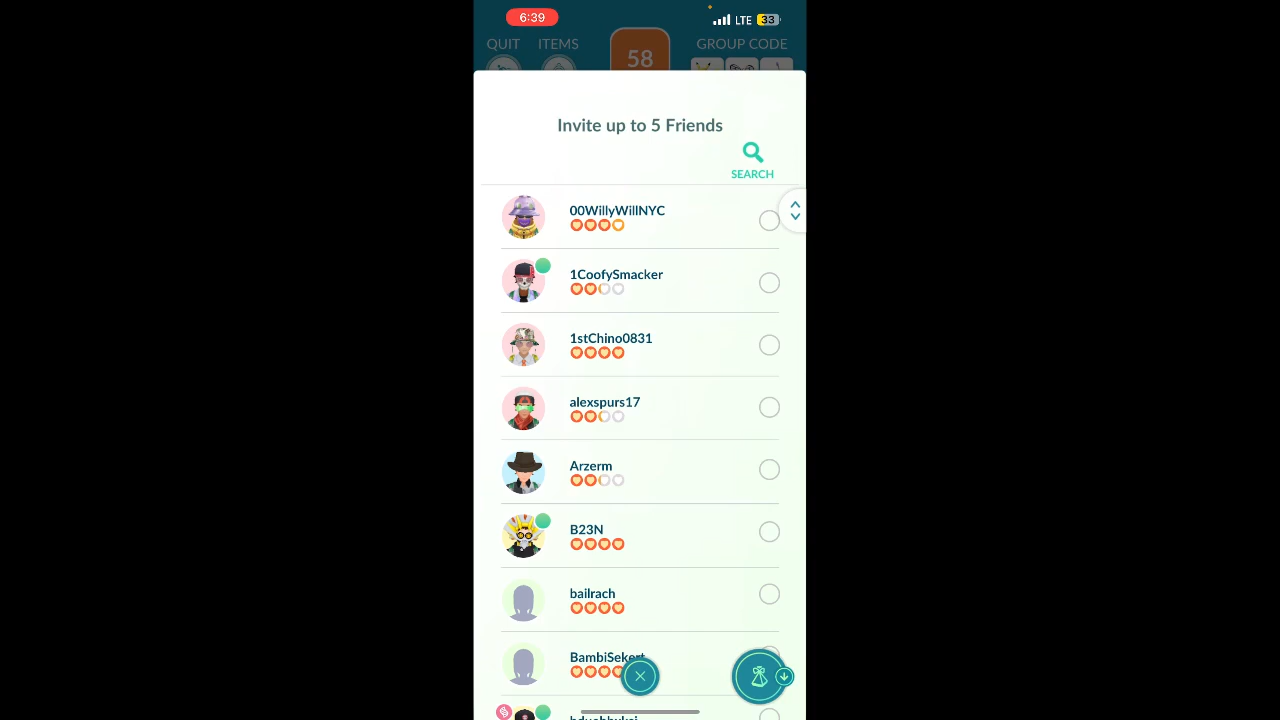 6:39
LTE 33
QUIT ITEMS 58 GROUP CODE
Invite up to 5 Friends
SEARCH
00WillyWillNYC
1CoofySmacker
1stChino0831
alexspurs17
Arzerm
B23N
bailrach
BambiSekert